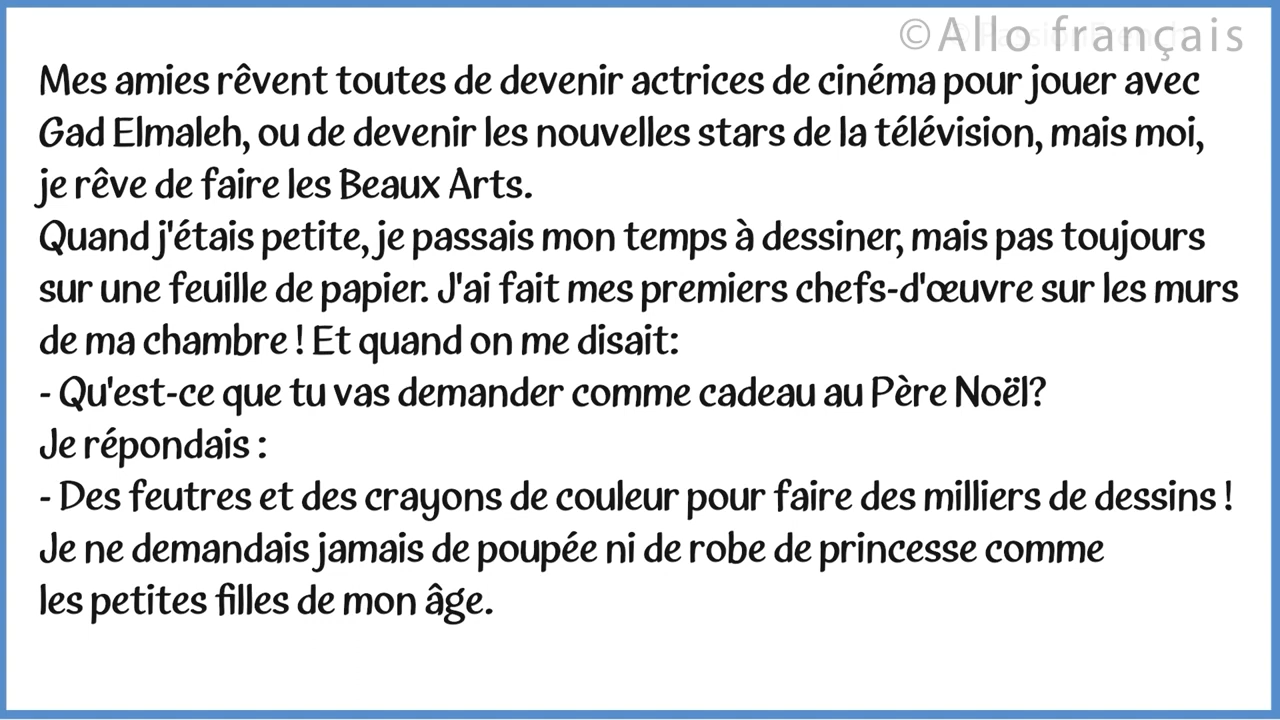 © Allo français
Mes amies rêvent toutes de devenir actrices de cinéma pour jouer avec
Gad Elmaleh, ou de devenir les nouvelles stars de la télévision, mais moi,
je rêve de faire les Beaux Arts.
Quand j'étais petite, je passais mon temps à dessiner, mais pas toujours
sur une feuille de papier. J'ai fait mes premiers chefs-d'œuvre sur les murs
de ma chambre ! Et quand on me disait:
- Qu'est-ce que tu vas demander comme cadeau au Père Noël?
Je répondais :
- Des feutres et des crayons de couleur pour faire des milliers de dessins !
Je ne demandais jamais de poupée ni de robe de princesse comme
les petites filles de mon âge.